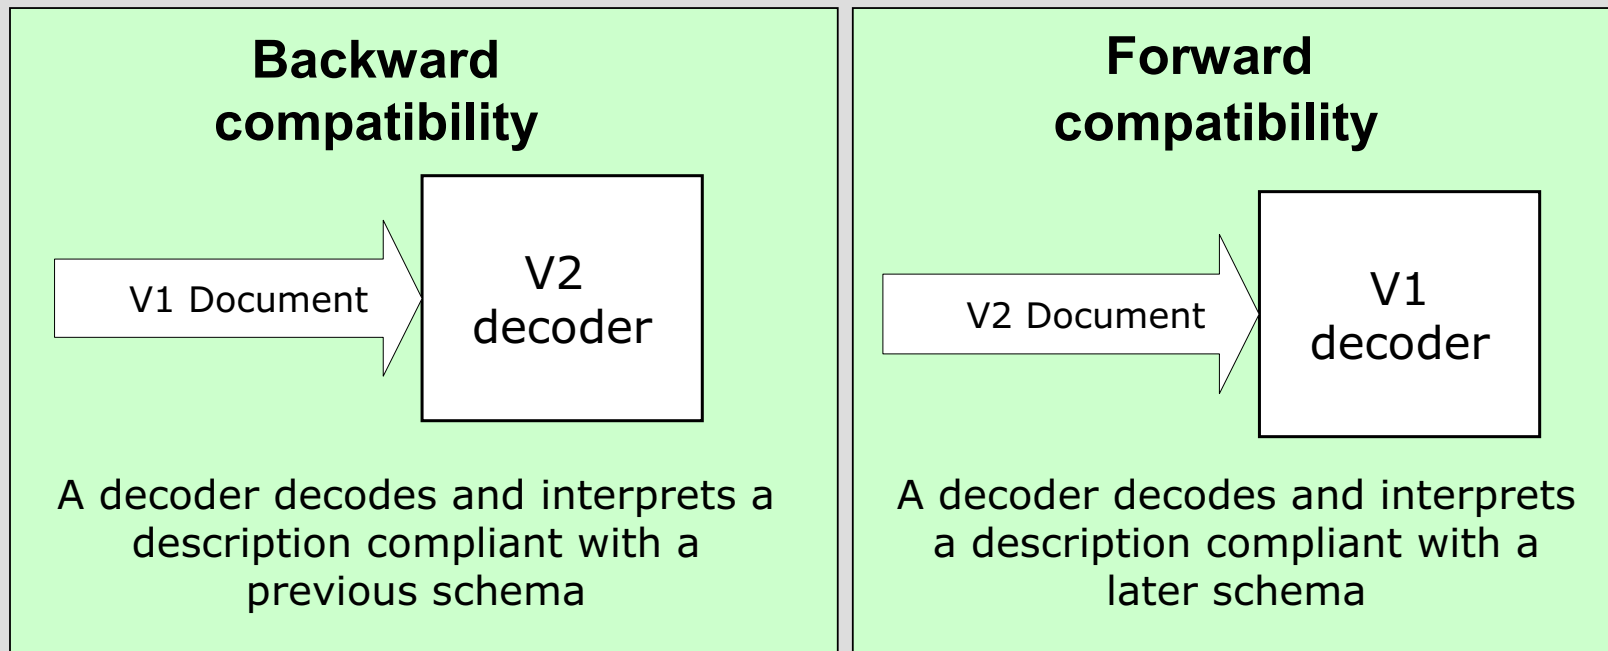 Backward
compatibility
V1 Document
V2
decoder
A decoder decodes and interprets a
description compliant with a
previous schema
Forward
compatibility
V2 Document
V1
decoder
A decoder decodes and interprets
a description compliant with a
later schema